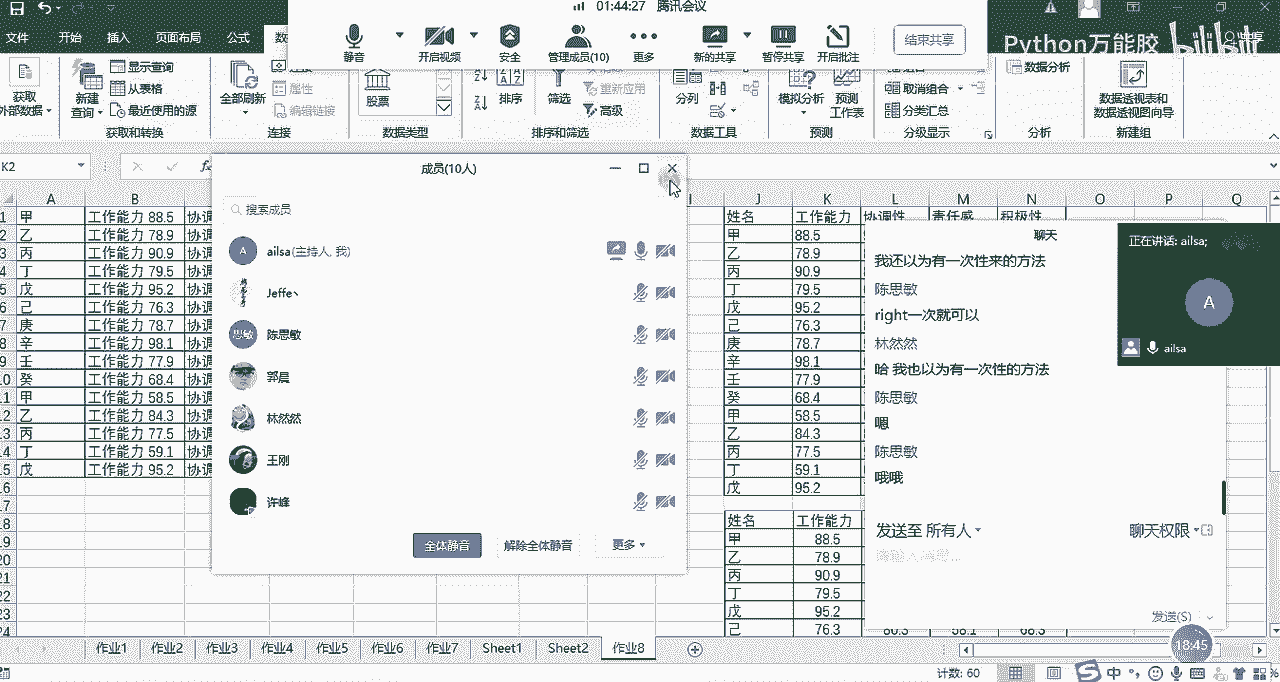 01:44:27 腾讯会议
文件 开始 插入 页面布局 公式 数
静音 开启视频 安全 管理成员(10) 更多 新的共享 暂停共享 开启批注 结束共享
Python万能胶 bilibili
获取
外部数据
新建
查询
显示查询
从表格
最近使用的源
获取和转换
全部刷新
属性
编辑链接
连接
股票
数据类型
排序
筛选
重新应用
高级
排序和筛选
分列
数据工具
模拟分析
预测
工作表
预测
取消组合
分类汇总
分级显示
数据分析
分析
数据透视表和
数据透视图向导
新建组
K2
A B J K L M N O P Q
1 甲 工作能力 88.5 协调
2 乙 工作能力 78.9 协调
3 丙 工作能力 90.9 协调
4 丁 工作能力 79.5 协调
5 戊 工作能力 95.2 协调
6 己 工作能力 76.3 协调
7 庚 工作能力 78.7 协调
8 辛 工作能力 98.1 协调
9 壬 工作能力 77.9 协调
10 癸 工作能力 68.4 协调
11 甲 工作能力 58.5 协调
12 乙 工作能力 84.3 协调
13 丙 工作能力 77.5 协调
14 丁 工作能力 59.1 协调
15 戊 工作能力 95.2 协调
16
17
18
19
20
21
22
23
24
成员(10人)
搜索成员
A ailsa(主持人, 我)
Jeffe丶
思敏 陈思敏
郭晨
林然然
王刚
许峰
全体静音 解除全体静音 更多
姓名 工作能力 协调性 责任感 积极性
甲 88.5
乙 78.9
丙 90.9
丁 79.5
戊 95.2
己 76.3
庚 78.7
辛 98.1
壬 77.9
癸 68.4
甲 58.5
乙 84.3
丙 77.5
丁 59.1
戊 95.2
姓名 工作能力
甲 88.5
乙 78.9
丙 90.9
丁 79.5
戊 95.2
己 76.3
聊天
我还以为有一次性来的方法
陈思敏
right一次就可以
林然然
哈 我也以为有一次性的方法
陈思敏
嗯
陈思敏
哦哦
发送至 所有人 聊天权限
发送(S)
正在讲话: ailsa;
A
ailsa
18:45
作业1 作业2 作业3 作业4 作业5 作业6 作业7 Sheet1 Sheet2 作业8
计数: 60
中